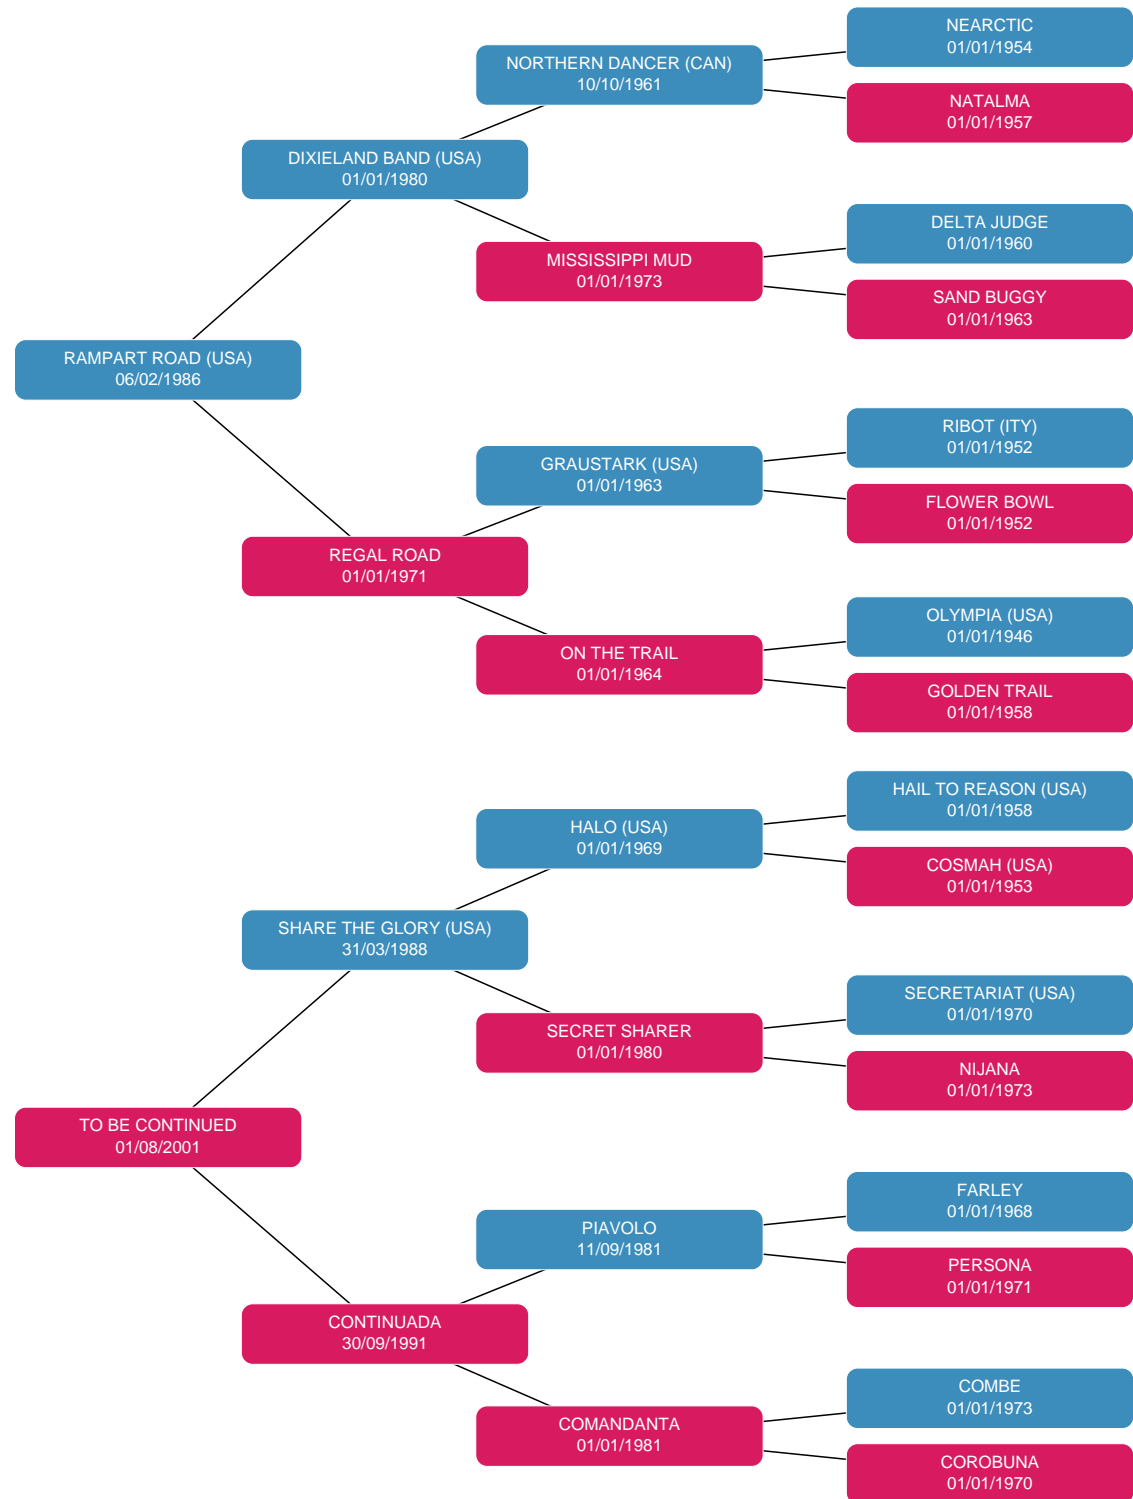 NEARCTIC
01/01/1954
NORTHERN DANCER (CAN)
10/10/1961
NATALMA
01/01/1957
DIXIELAND BAND (USA)
01/01/1980
DELTA JUDGE
01/01/1960
MISSISSIPPI MUD
01/01/1973
SAND BUGGY
01/01/1963
RAMPART ROAD (USA)
06/02/1986
RIBOT (ITY)
01/01/1952
GRAUSTARK (USA)
01/01/1963
FLOWER BOWL
01/01/1952
REGAL ROAD
01/01/1971
OLYMPIA (USA)
01/01/1946
ON THE TRAIL
01/01/1964
GOLDEN TRAIL
01/01/1958
HAIL TO REASON (USA)
01/01/1958
HALO (USA)
01/01/1969
COSMAH (USA)
01/01/1953
SHARE THE GLORY (USA)
31/03/1988
SECRETARIAT (USA)
01/01/1970
SECRET SHARER
01/01/1980
NIJANA
01/01/1973
TO BE CONTINUED
01/08/2001
FARLEY
01/01/1968
PIAVOLO
11/09/1981
PERSONA
01/01/1971
CONTINUADA
30/09/1991
COMBE
01/01/1973
COMANDANTA
01/01/1981
COROBUNA
01/01/1970